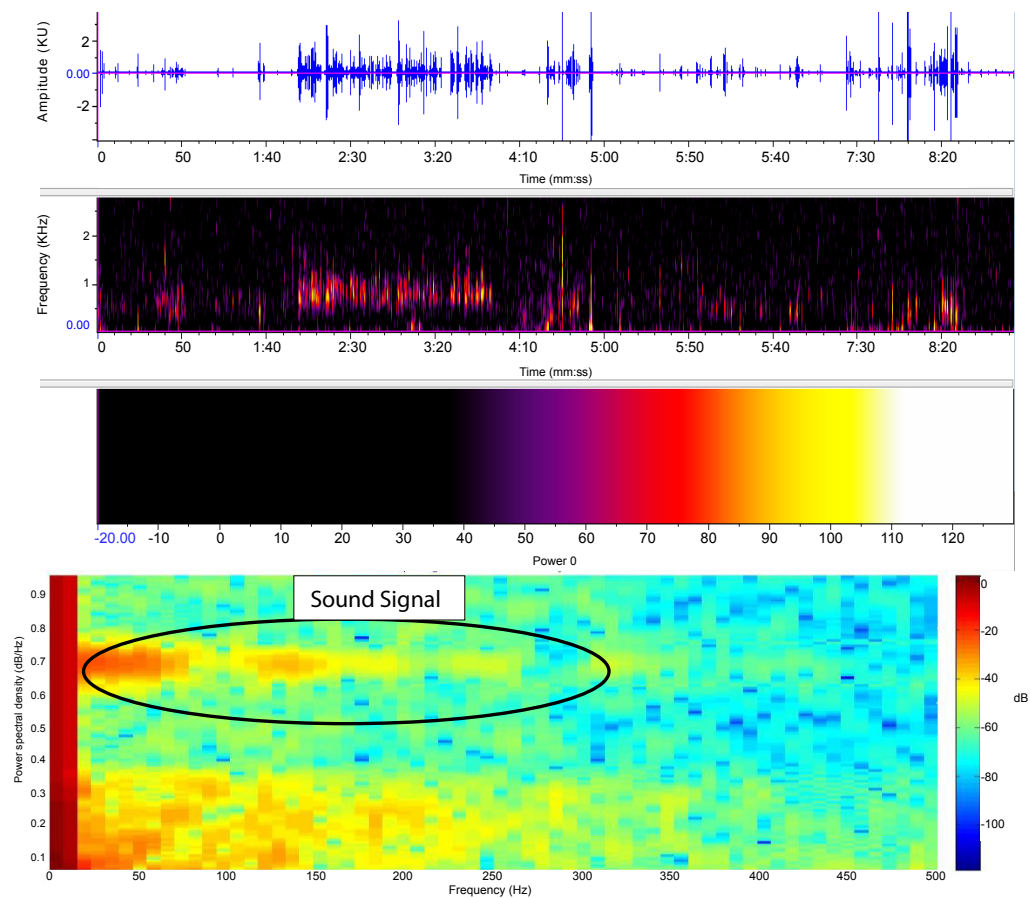 Ampitude (KU)
2
0.00
-2
0 50 1:40 2:30 3:20 4:10 5:00 5:50 5:40 7:30 8:20
Time (mm:ss)
Frequency (KHz)
2
1
0.00
0 50 1:40 2:30 3:20 4:10 5:00 5:50 5:40 7:30 8:20
Time (mm:ss)
-20.00 -10 0 10 20 30 40 50 60 70 80 90 100 110 120
Power 0
Sound Signal
Power spectral density (dB/Hz)
0.9
0.8
0.7
0.6
0.5
0.4
0.3
0.2
0.1
0 50 100 150 200 250 300 350 400 450 500
Frequency (Hz)
0
-20
-40
-60
-80
-100
dB